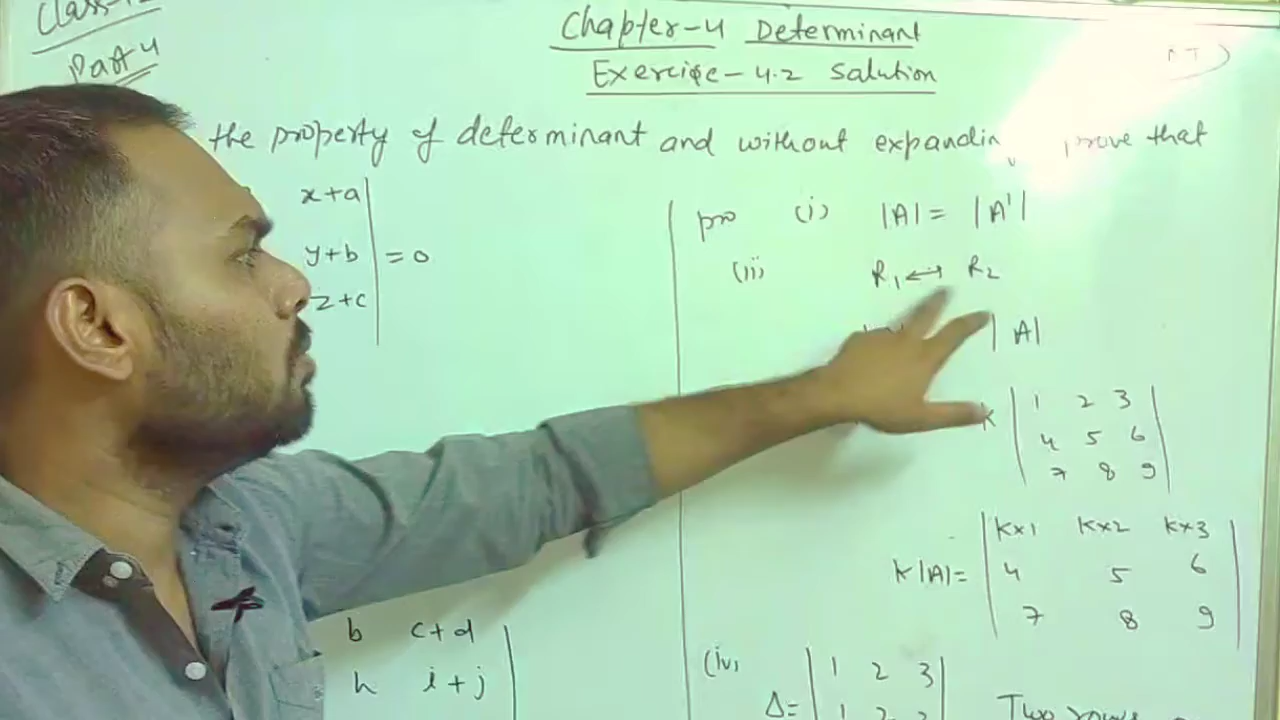 Class-12
Part 4
Chapter-4 Determinant
Exercise-4.2 Salution
the property of determinant and without expandin prove that
x+a
y+b = 0
z+c
pro (i) |A| = |A'|
(ii) R1 ↔ R2
| A|
K | 1 2 3
4 5 6
7 8 9 |
K|A| = | K×1 K×2 K×3
4 5 6
7 8 9 |
b c+d
h i+j
(iv) Δ = | 1 2 3 |
Two rows